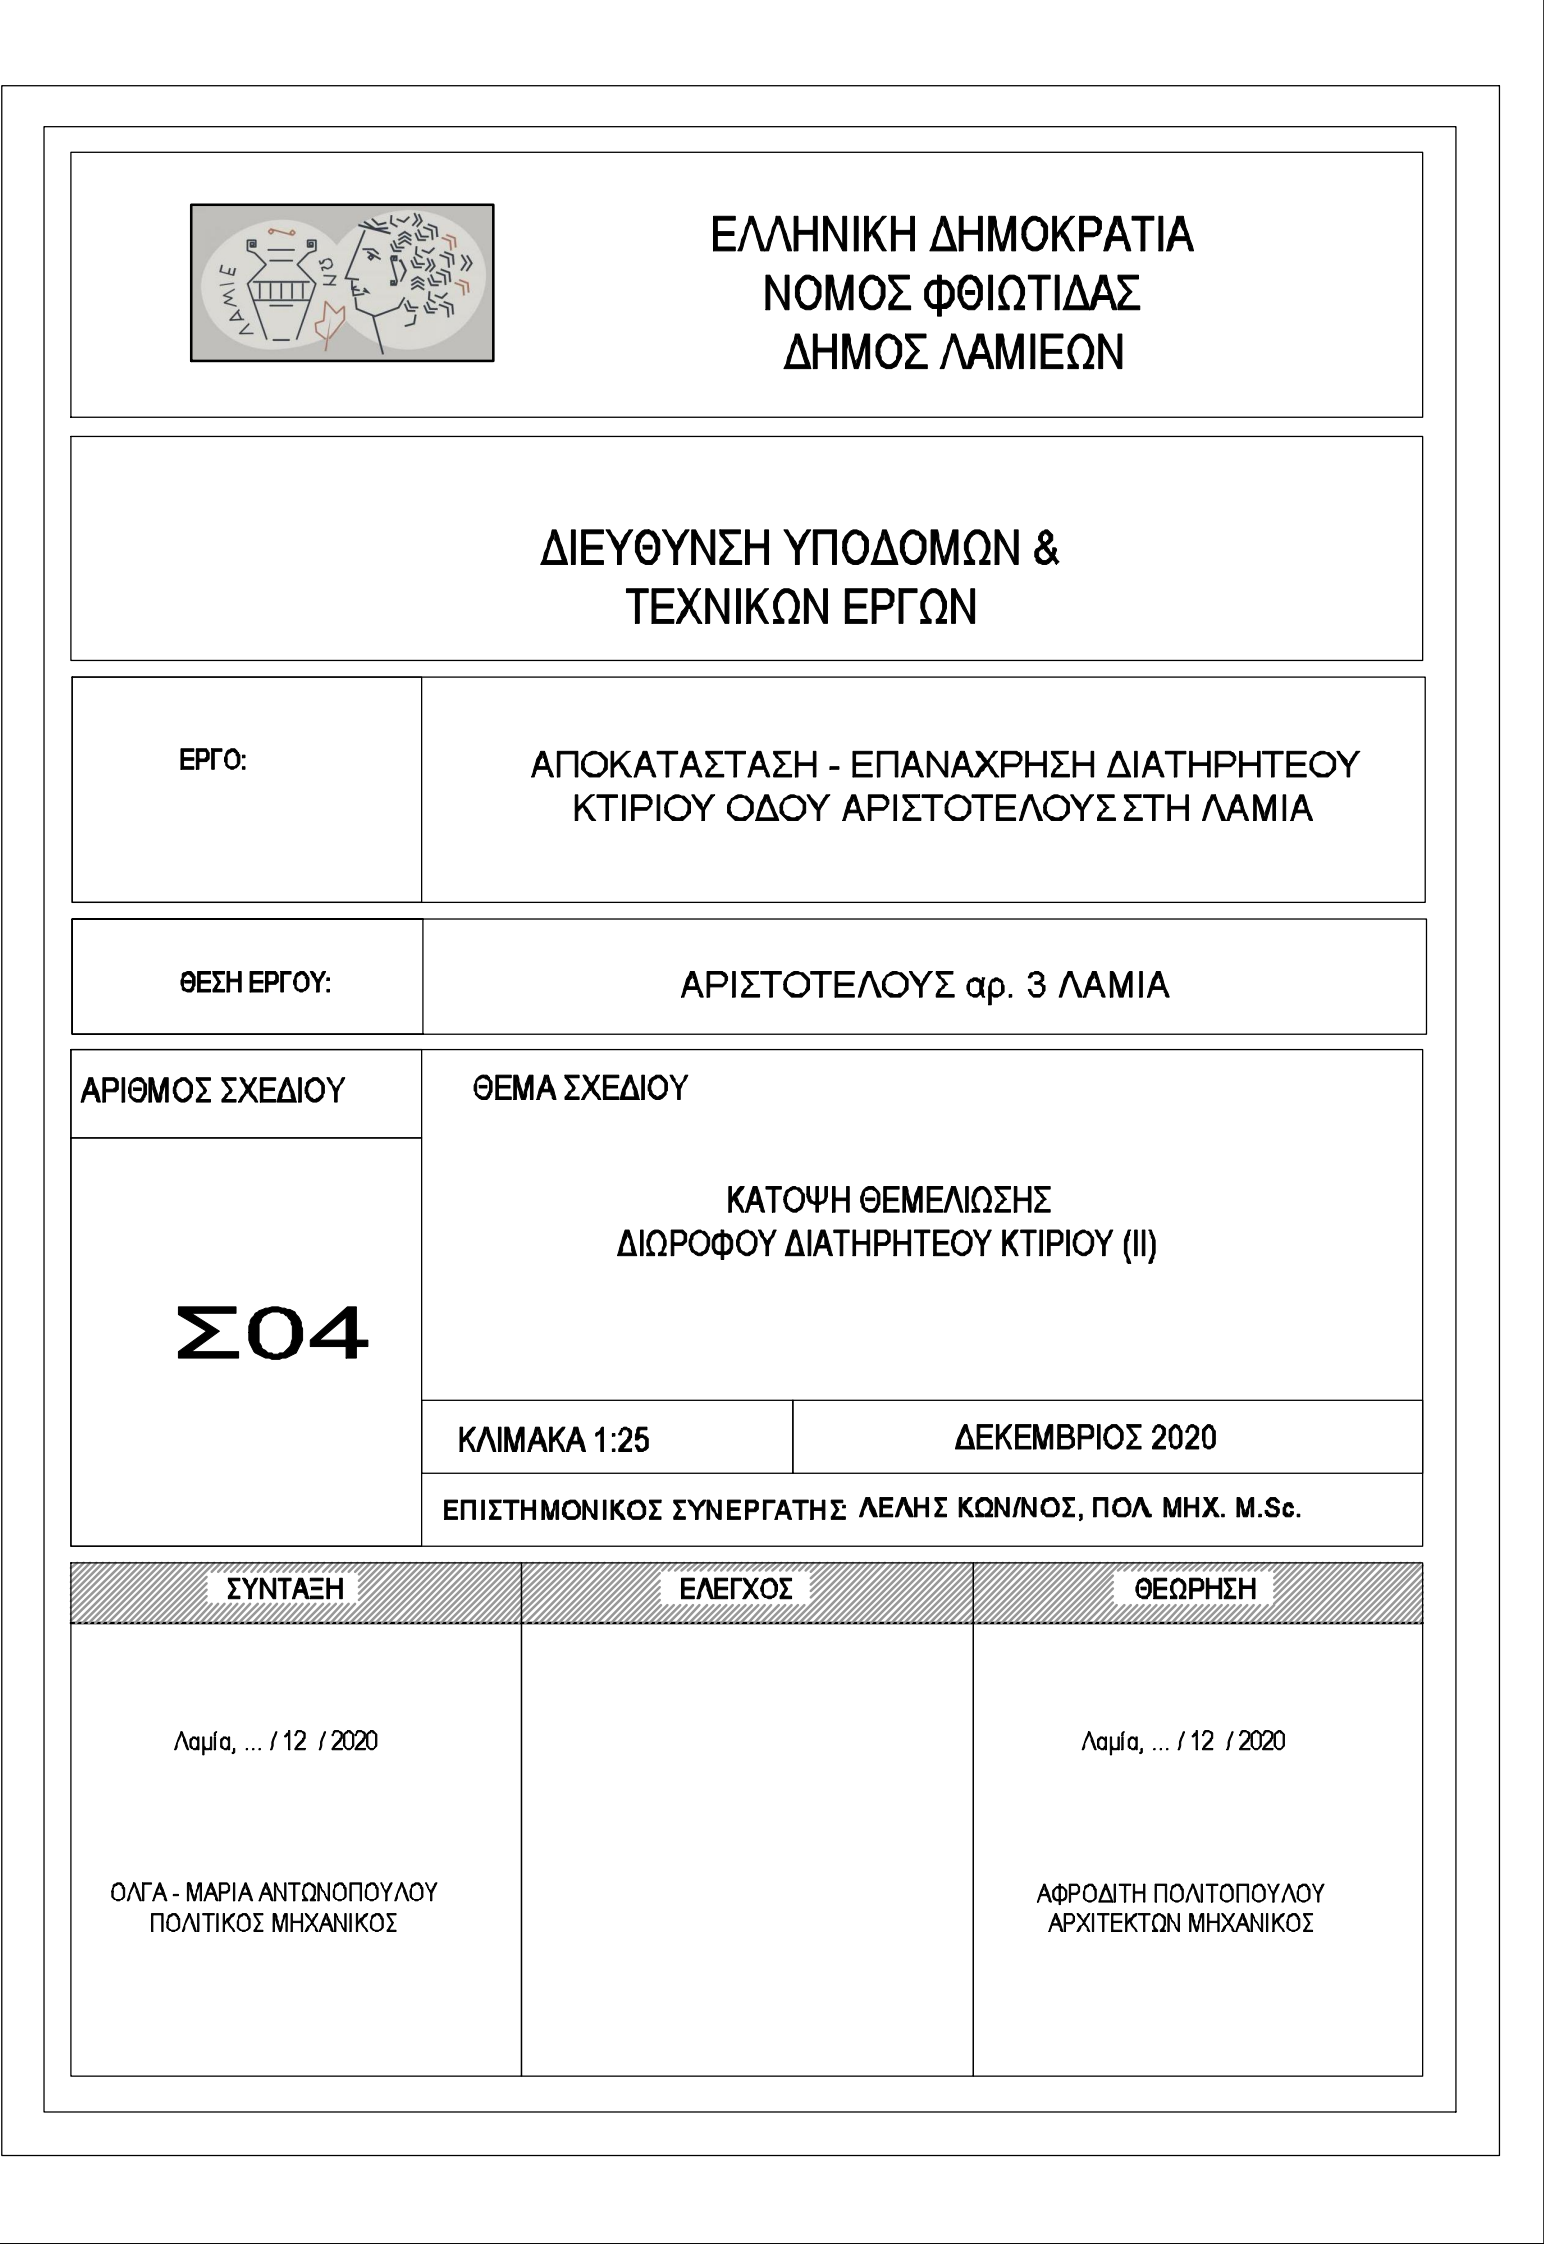 ΛΑΜΙΕ
ΩΝ
ΕΛΛΗΝΙΚΗ ΔΗΜΟΚΡΑΤΙΑ
ΝΟΜΟΣ ΦΘΙΩΤΙΔΑΣ
ΔΗΜΟΣ ΛΑΜΙΕΩΝ
ΔΙΕΥΘΥΝΣΗ ΥΠΟΔΟΜΩΝ &
ΤΕΧΝΙΚΩΝ ΕΡΓΩΝ
ΕΡΓΟ:
ΑΠΟΚΑΤΑΣΤΑΣΗ - ΕΠΑΝΑΧΡΗΣΗ ΔΙΑΤΗΡΗΤΕΟΥ
ΚΤΙΡΙΟΥ ΟΔΟΥ ΑΡΙΣΤΟΤΕΛΟΥΣ ΣΤΗ ΛΑΜΙΑ
ΘΕΣΗ ΕΡΓΟΥ:
ΑΡΙΣΤΟΤΕΛΟΥΣ αρ. 3 ΛΑΜΙΑ
ΑΡΙΘΜΟΣ ΣΧΕΔΙΟΥ
Σ04
ΘΕΜΑ ΣΧΕΔΙΟΥ
ΚΑΤΟΨΗ ΘΕΜΕΛΙΩΣΗΣ
ΔΙΩΡΟΦΟΥ ΔΙΑΤΗΡΗΤΕΟΥ ΚΤΙΡΙΟΥ (ΙΙ)
ΚΛΙΜΑΚΑ 1:25
ΔΕΚΕΜΒΡΙΟΣ 2020
ΕΠΙΣΤΗΜΟΝΙΚΟΣ ΣΥΝΕΡΓΑΤΗΣ: ΛΕΛΗΣ ΚΩΝ/ΝΟΣ, ΠΟΛ. ΜΗΧ. M.Sc.
ΣΥΝΤΑΞΗ
ΕΛΕΓΧΟΣ
ΘΕΩΡΗΣΗ
Λαμία, ... / 12 / 2020
Λαμία, ... / 12 / 2020
ΟΛΓΑ - ΜΑΡΙΑ ΑΝΤΩΝΟΠΟΥΛΟΥ
ΠΟΛΙΤΙΚΟΣ ΜΗΧΑΝΙΚΟΣ
ΑΦΡΟΔΙΤΗ ΠΟΛΙΤΟΠΟΥΛΟΥ
ΑΡΧΙΤΕΚΤΩΝ ΜΗΧΑΝΙΚΟΣ